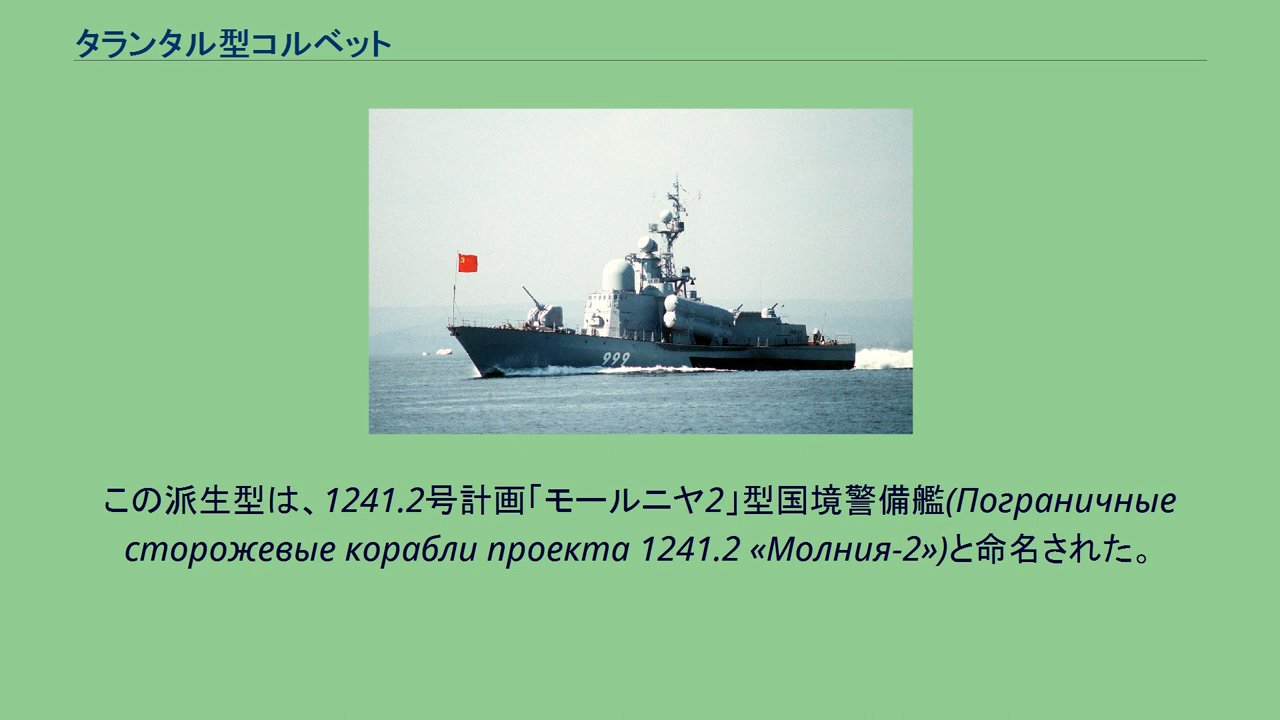 タランタル型コルベット
999
この派生型は、1241.2号計画「モールニヤ2」型国境警備艦(Пограничные
сторожевые корабли проекта 1241.2 «Молния-2»)と命名された。